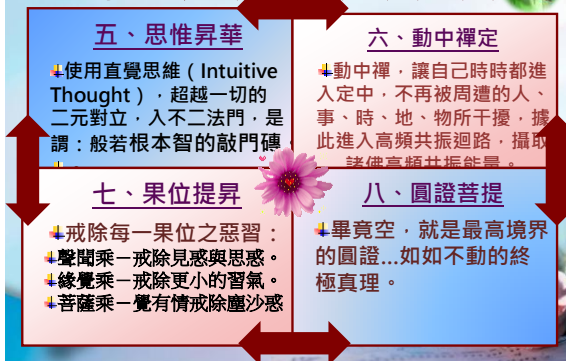 五、思惟昇華
使用直覺思維（Intuitive
Thought），超越一切的
二元對立，入不二法門，是
謂：般若根本智的敲門磚。
。
六、動中禪定
動中禪，讓自己時時都進
入定中，不再被周遭的人、
事、時、地、物所干擾，據
此進入高頻共振迴路，攝取
諸佛高頻共振能量。
七、果位提昇
戒除每一果位之惡習：
聲聞乘－戒除見惑與思惑。
緣覺乘－戒除更小的習氣。
菩薩乘－覺有情戒除塵沙惑
八、圓證菩提
畢竟空，就是最高境界
的圓證...如如不動的終
極真理。